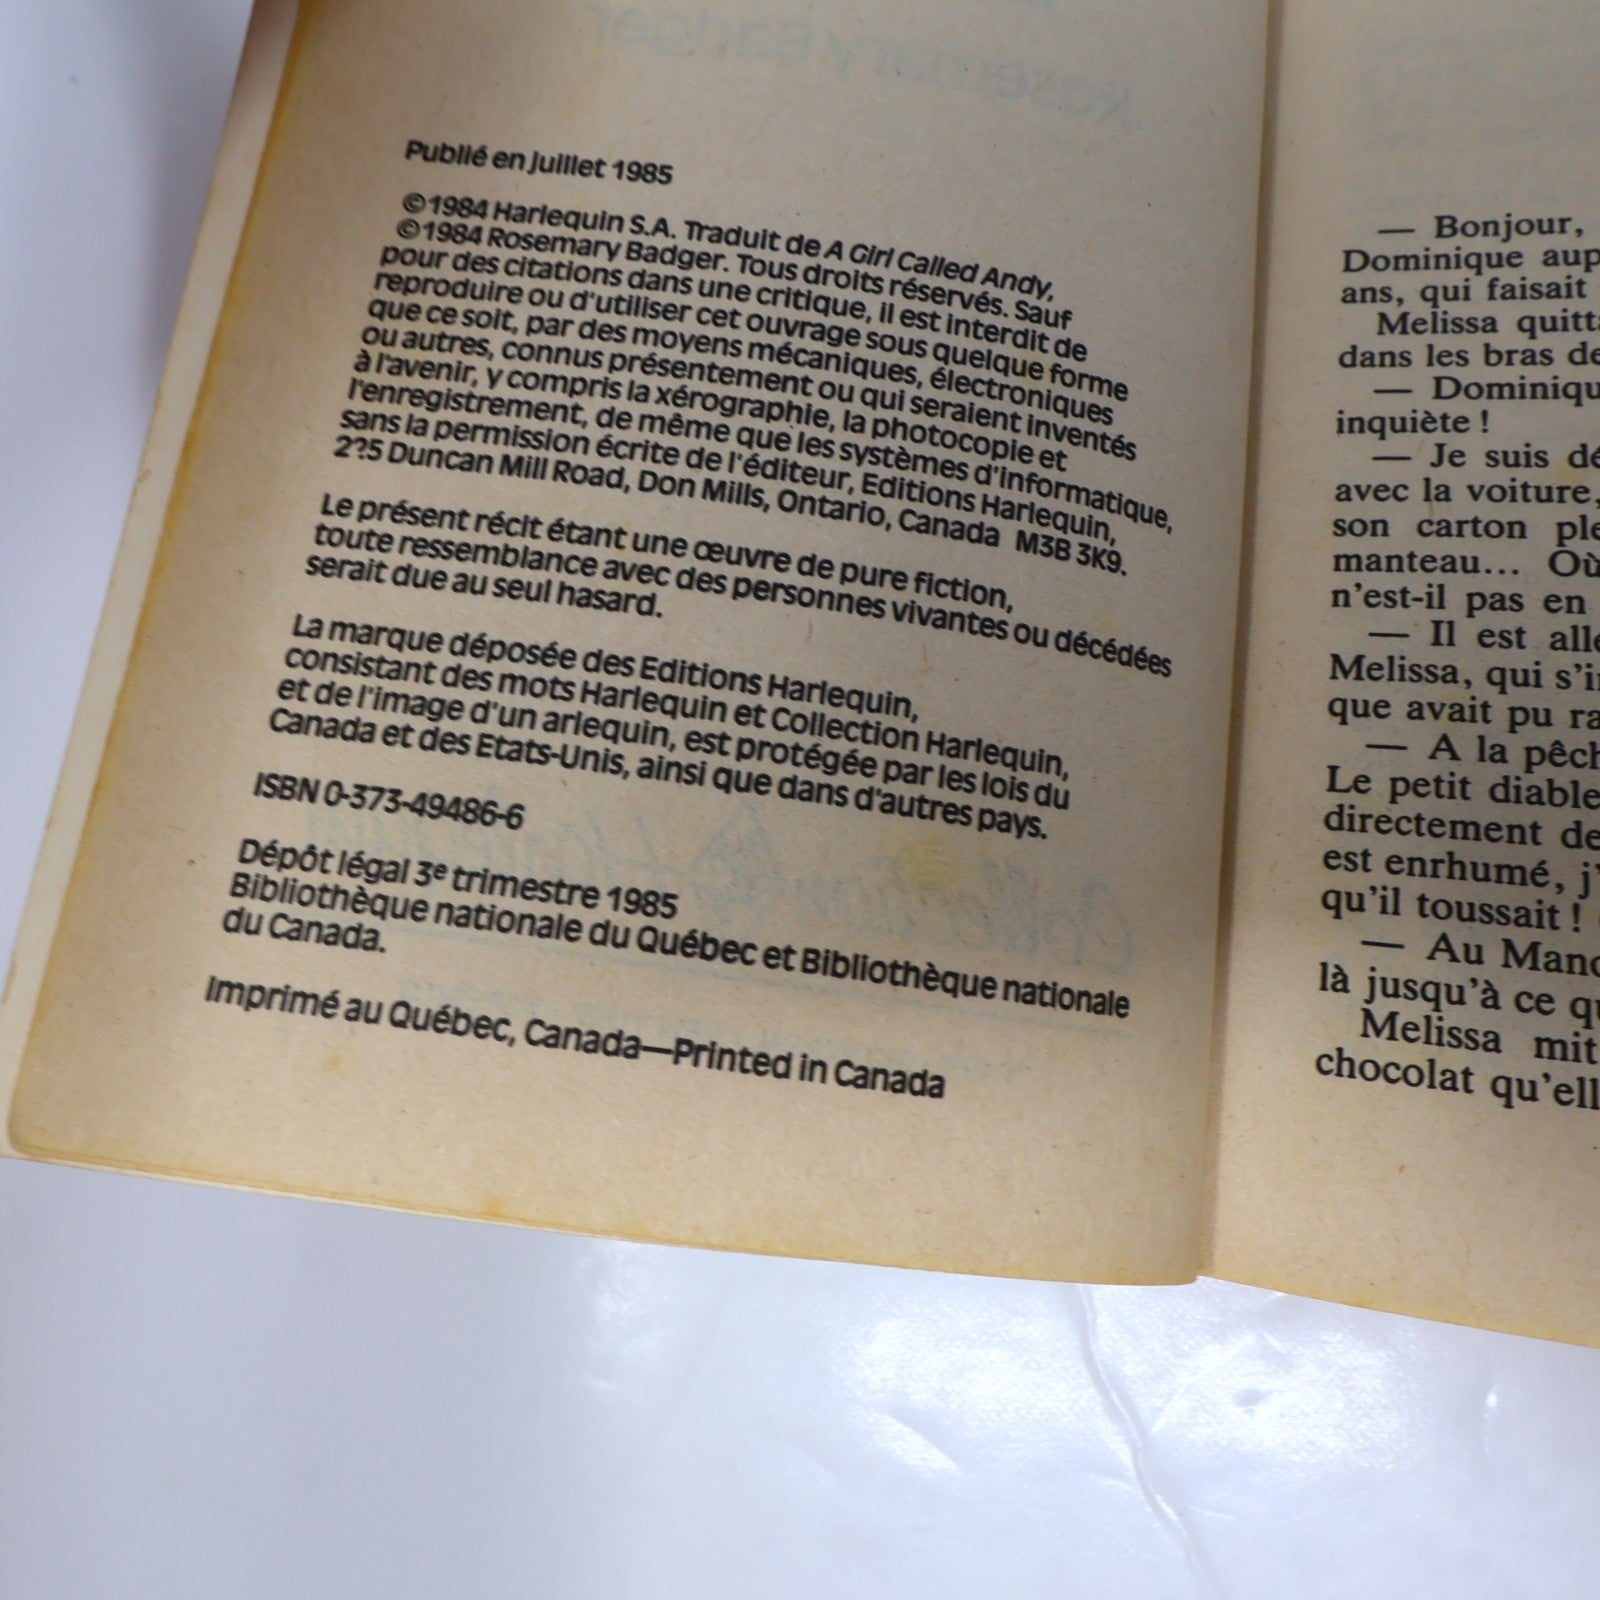 Rosemary Badger
Publié en juillet 1985
©1984 Harlequin S.A. Traduit de A Girl Called Andy,
©1984 Rosemary Badger. Tous droits réservés. Sauf
pour des citations dans une critique, il est interdit de
reproduire ou d'utiliser cet ouvrage sous quelque forme
que ce soit, par des moyens mécaniques, électroniques
ou autres, connus présentement ou qui seraient inventés
à l'avenir, y compris la xérographie, la photocopie et
l'enregistrement, de même que les systèmes d'informatique,
sans la permission écrite de l'éditeur, Editions Harlequin,
2?5 Duncan Mill Road, Don Mills, Ontario, Canada M3B 3K9.
Le présent récit étant une œuvre de pure fiction,
toute ressemblance avec des personnes vivantes ou décédées
serait due au seul hasard.
La marque déposée des Editions Harlequin,
consistant des mots Harlequin et Collection Harlequin,
et de l'image d'un arlequin, est protégée par les lois du
Canada et des Etats-Unis, ainsi que dans d'autres pays.
ISBN 0-373-49486-6
Dépôt légal 3e trimestre 1985
Bibliothèque nationale du Québec et Bibliothèque nationale
du Canada.
Imprimé au Québec, Canada—Printed in Canada
— Bonjour,
Dominique aup
ans, qui faisait
Melissa quitta
dans les bras de
— Dominiqu
inquiète !
— Je suis dé
avec la voiture,
son carton ple
manteau... Où
n'est-il pas en
— Il est allé
Melissa, qui s'in
que avait pu ra
— A la pêch
Le petit diable
directement de
est enrhumé, j'
qu'il toussait !
— Au Mano
là jusqu'à ce qu
Melissa mit
chocolat qu'ell